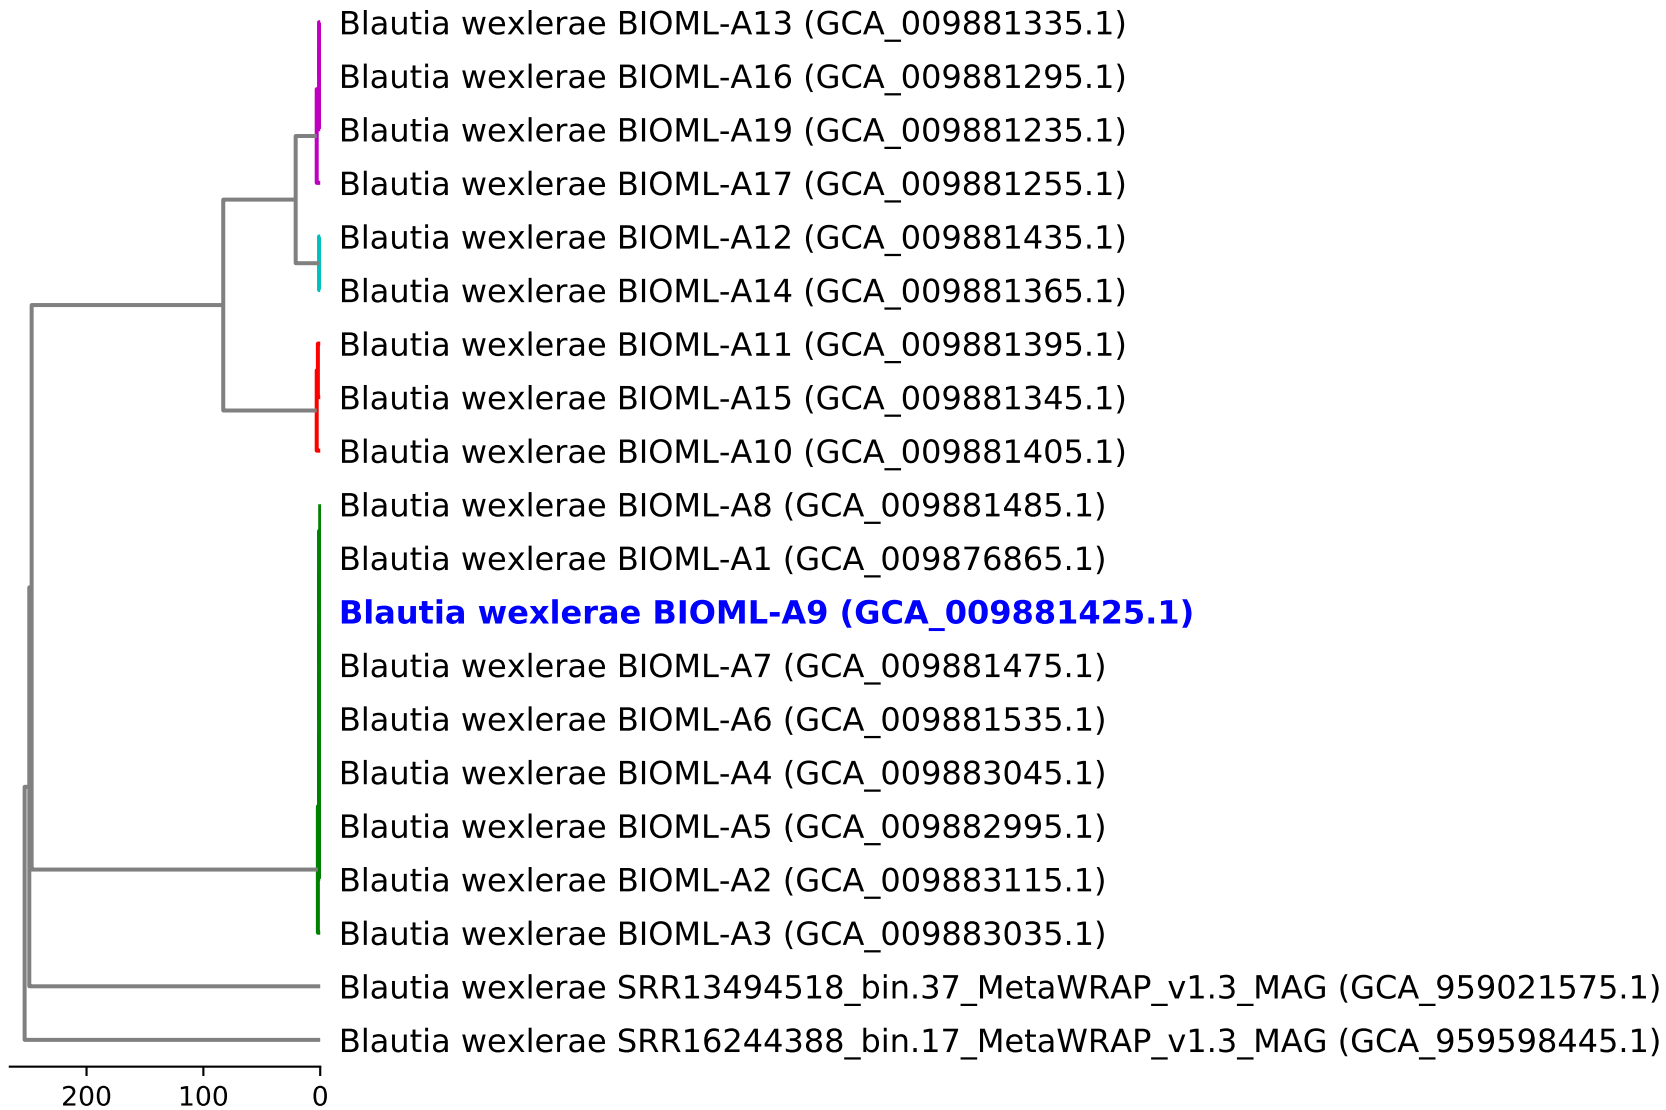 Blautia wexlerae BIOML-A13 (GCA_009881335.1)
Blautia wexlerae BIOML-A16 (GCA_009881295.1)
Blautia wexlerae BIOML-A19 (GCA_009881235.1)
Blautia wexlerae BIOML-A17 (GCA_009881255.1)
Blautia wexlerae BIOML-A12 (GCA_009881435.1)
Blautia wexlerae BIOML-A14 (GCA_009881365.1)
Blautia wexlerae BIOML-A11 (GCA_009881395.1)
Blautia wexlerae BIOML-A15 (GCA_009881345.1)
Blautia wexlerae BIOML-A10 (GCA_009881405.1)
Blautia wexlerae BIOML-A8 (GCA_009881485.1)
Blautia wexlerae BIOML-A1 (GCA_009876865.1)
Blautia wexlerae BIOML-A9 (GCA_009881425.1)
Blautia wexlerae BIOML-A7 (GCA_009881475.1)
Blautia wexlerae BIOML-A6 (GCA_009881535.1)
Blautia wexlerae BIOML-A4 (GCA_009883045.1)
Blautia wexlerae BIOML-A5 (GCA_009882995.1)
Blautia wexlerae BIOML-A2 (GCA_009883115.1)
Blautia wexlerae BIOML-A3 (GCA_009883035.1)
Blautia wexlerae SRR13494518_bin.37_MetaWRAP_v1.3_MAG (GCA_959021575.1)
Blautia wexlerae SRR16244388_bin.17_MetaWRAP_v1.3_MAG (GCA_959598445.1)
200 100 0